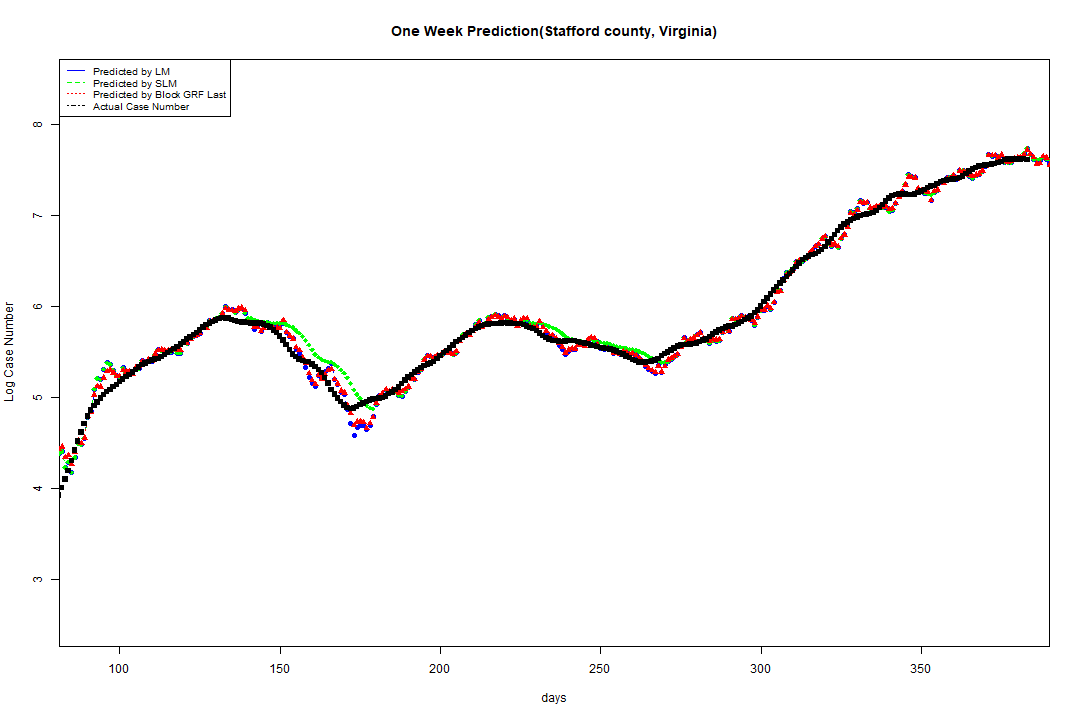 One Week Prediction(Stafford county, Virginia)
Predicted by LM
Predicted by SLM
Predicted by Block GRF Last
Actual Case Number
8
7
6
5
4
3
Log Case Number
100 150 200 250 300 350
days